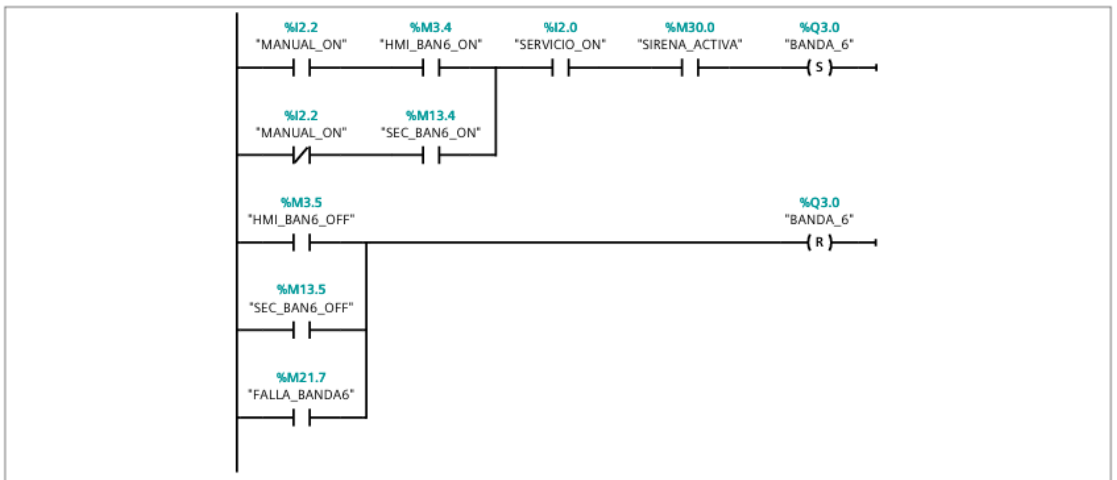 %I2.2 %M3.4 %I2.0 %M30.0 %Q3.0
"MANUAL_ON" "HMI_BAN6_ON" "SERVICIO_ON" "SIRENA_ACTIVA" "BANDA_6"
S
%I2.2 %M13.4
"MANUAL_ON" "SEC_BAN6_ON"
%M3.5 %Q3.0
"HMI_BAN6_OFF" "BANDA_6"
R
%M13.5
"SEC_BAN6_OFF"
%M21.7
"FALLA_BANDA6"